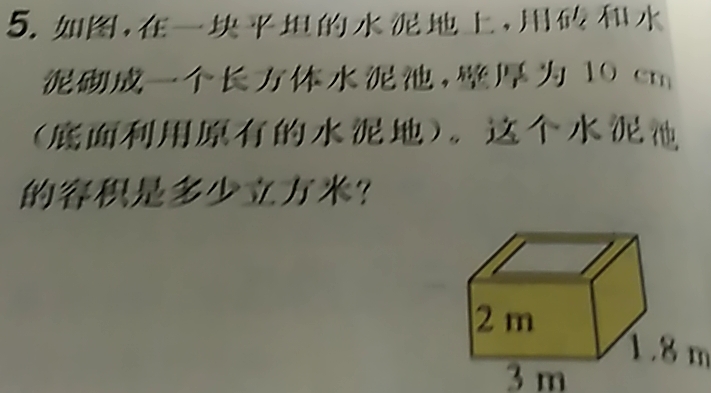 5. 如图,在一块平坦的水泥地上,用砖和水
泥砌成一个长方体水泥池,壁厚为 10 cm
(底面利用原有的水泥地)。这个水泥池
的容积是多少立方米?
2 m
1.8 m
3 m